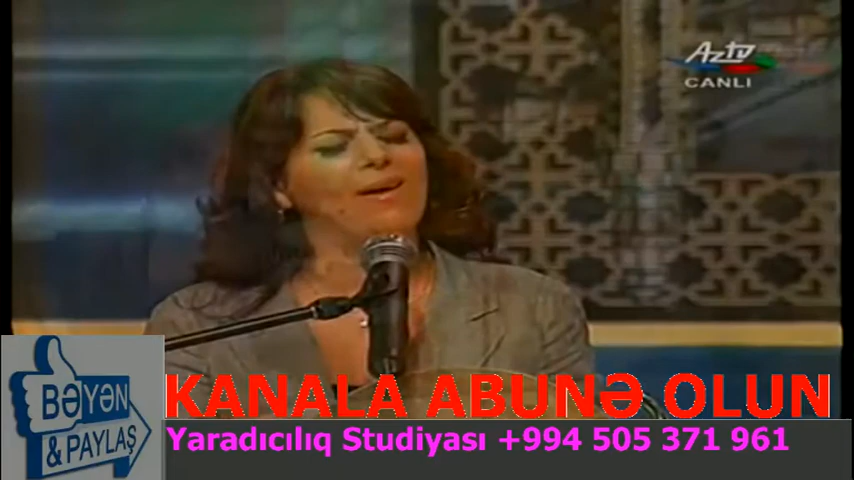 Aztv
CANLI
BƏYƏN
& PAYLAŞ
KANALA ABUNƏ OLUN
Yaradıcılıq Studiyası +994 505 371 961